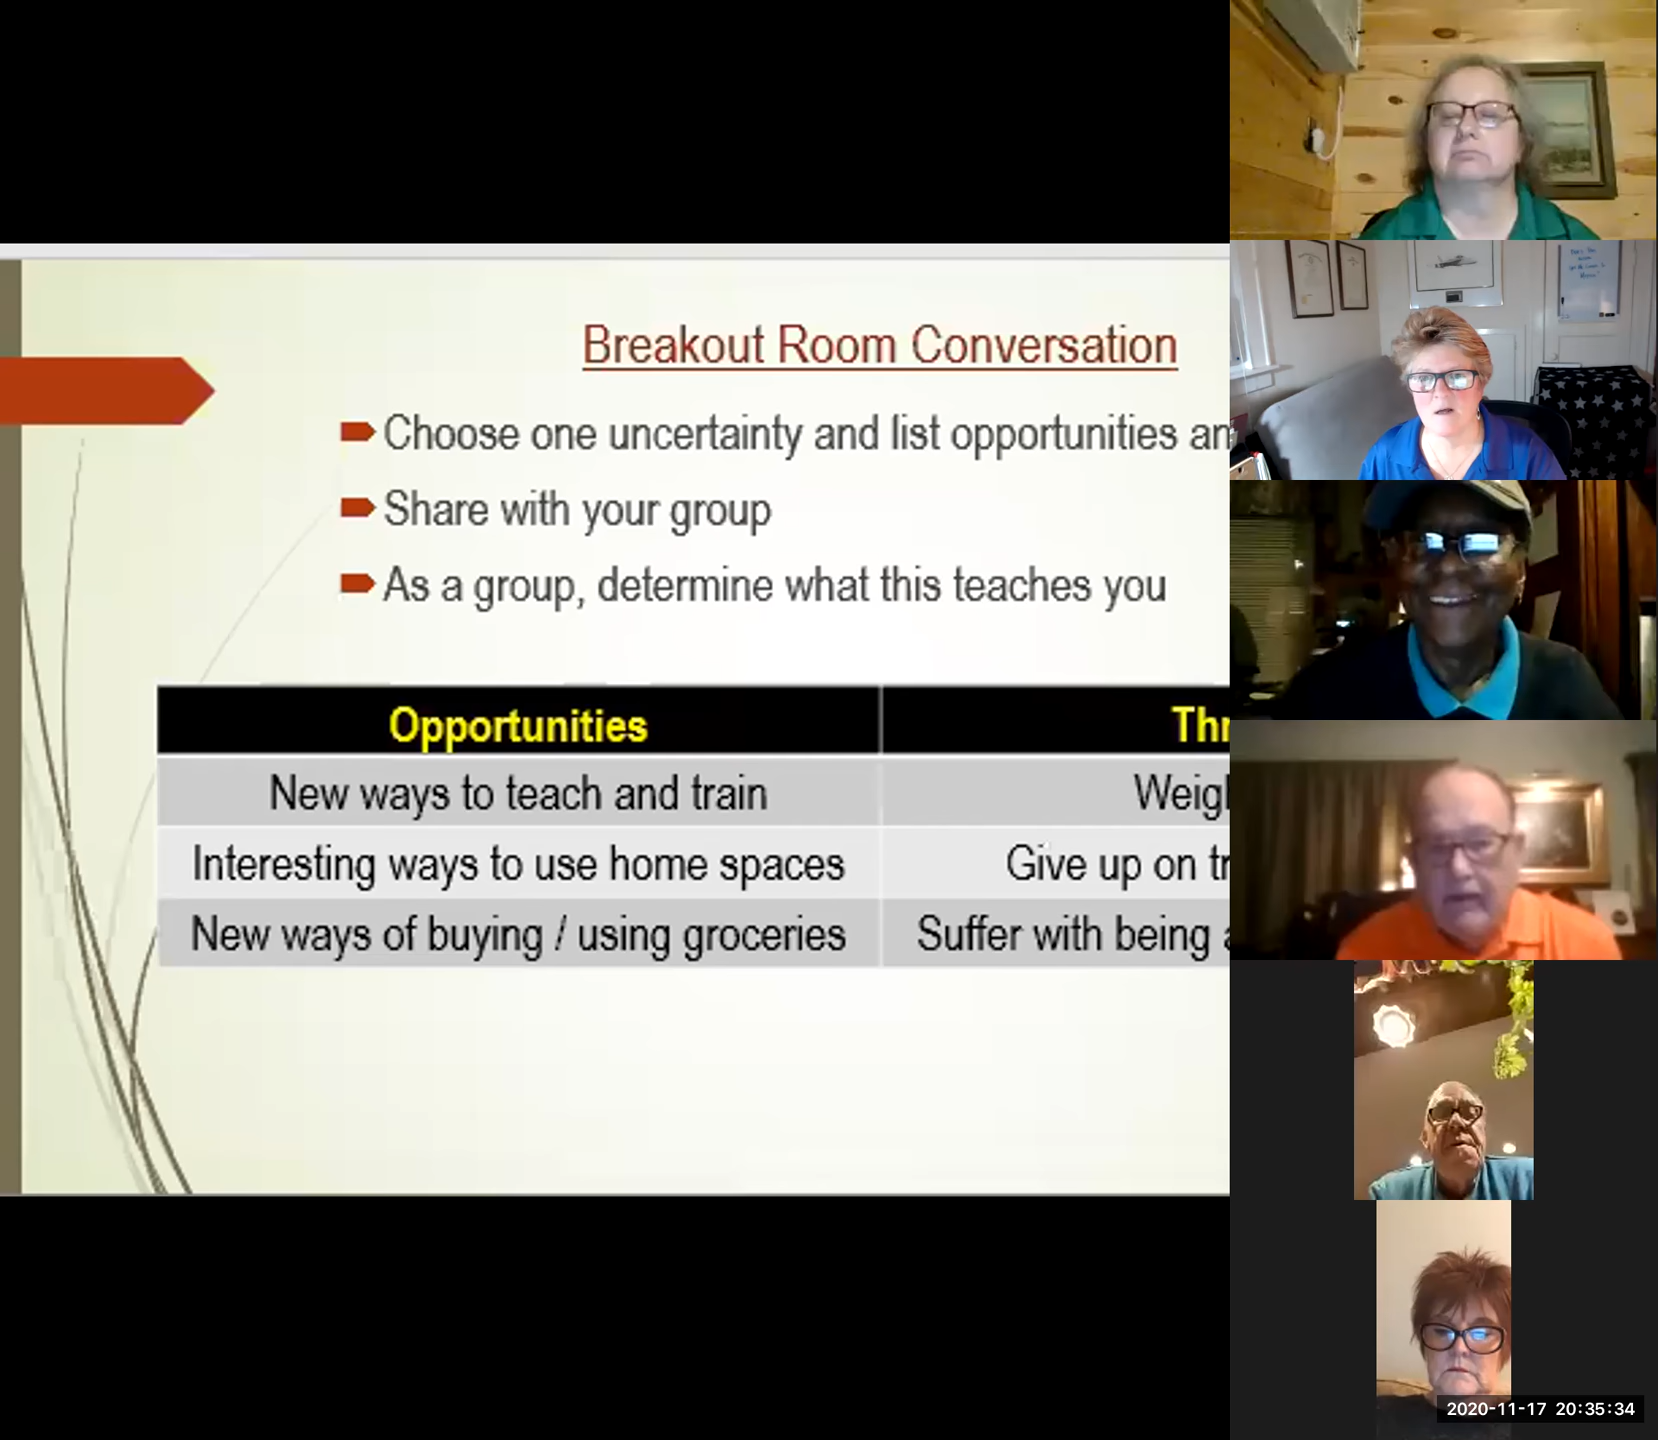 Breakout Room Conversation
Choose one uncertainty and list opportunities an
Share with your group
As a group, determine what this teaches you
Opportunities Thr
New ways to teach and train Weigh
Interesting ways to use home spaces Give up on tr
New ways of buying / using groceries Suffer with being a
2020-11-17 20:35:34